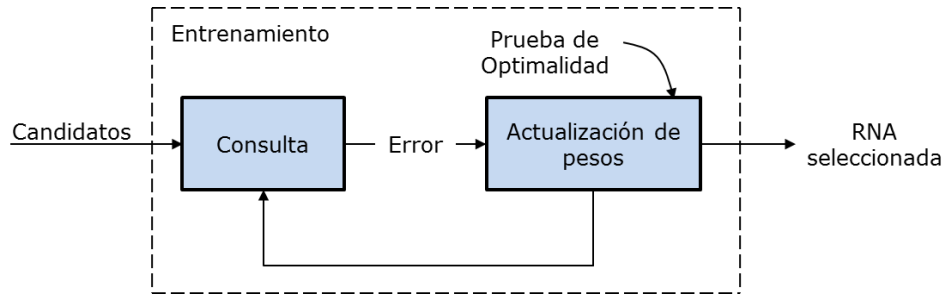 Entrenamiento
Prueba de
Optimalidad
Candidatos
Consulta
Error
Actualización de
pesos
RNA
seleccionada